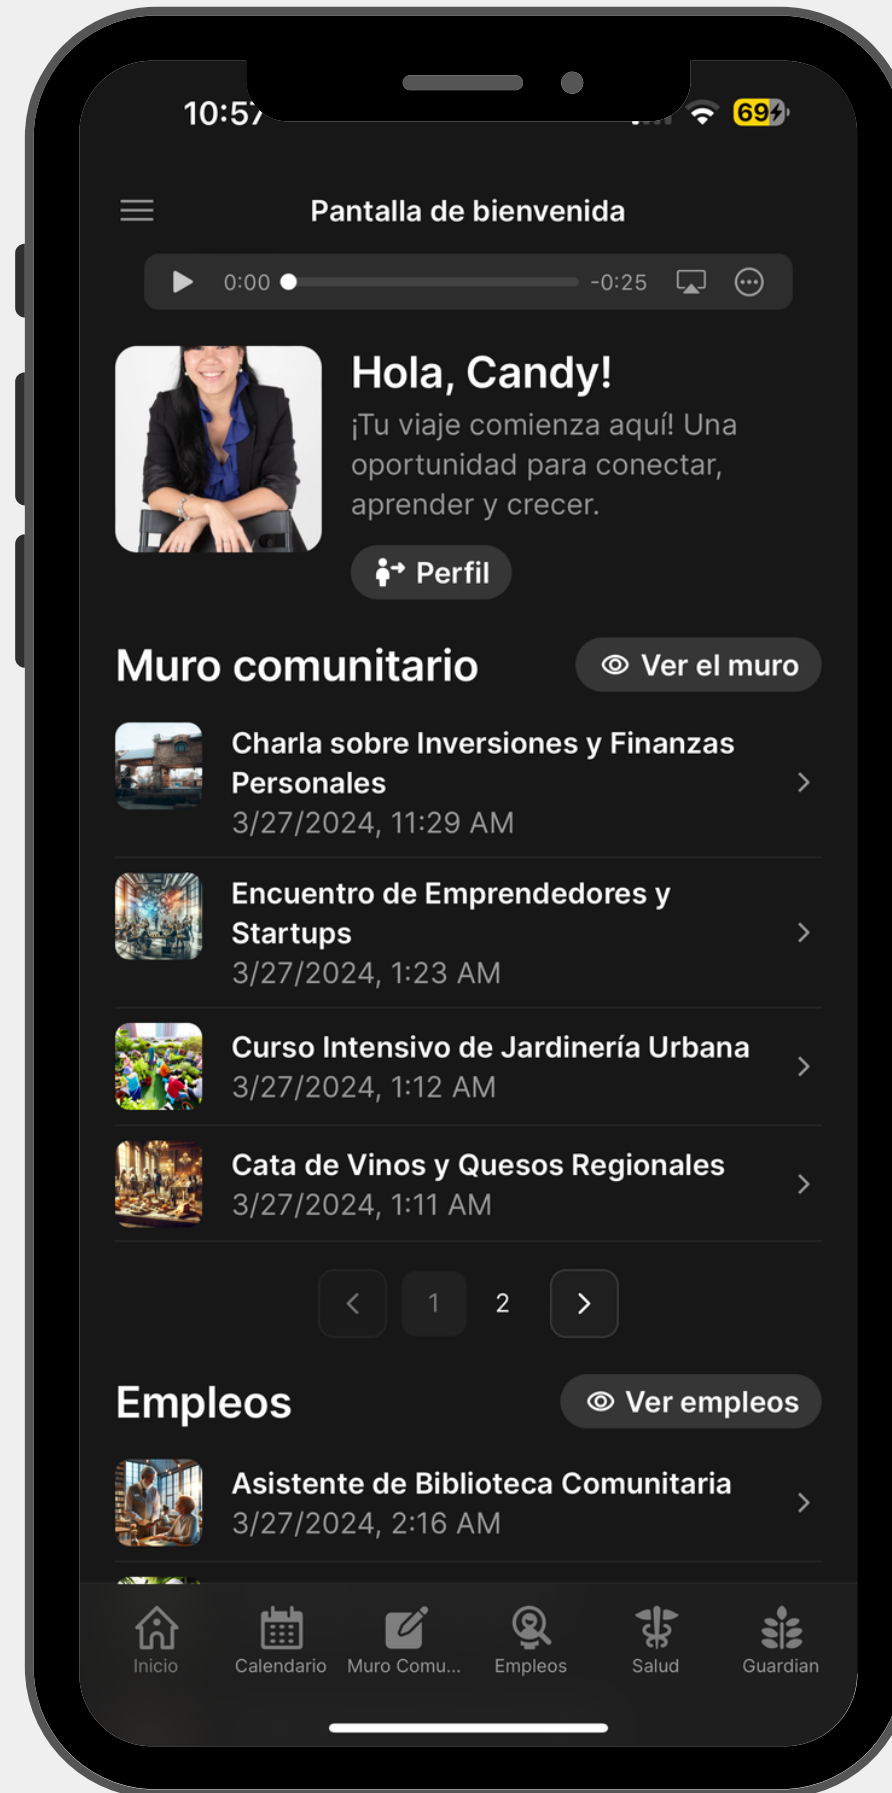 10:57
69
Pantalla de bienvenida
0:00
-0:25
Hola, Candy!
¡Tu viaje comienza aquí! Una
oportunidad para conectar,
aprender y crecer.
Perfil
Muro comunitario
Ver el muro
Charla sobre Inversiones y Finanzas
Personales
3/27/2024, 11:29 AM
Encuentro de Emprendedores y
Startups
3/27/2024, 1:23 AM
Curso Intensivo de Jardinería Urbana
3/27/2024, 1:12 AM
Cata de Vinos y Quesos Regionales
3/27/2024, 1:11 AM
1
2
Empleos
Ver empleos
Asistente de Biblioteca Comunitaria
3/27/2024, 2:16 AM
Inicio
Calendario
Muro Comu...
Empleos
Salud
Guardian